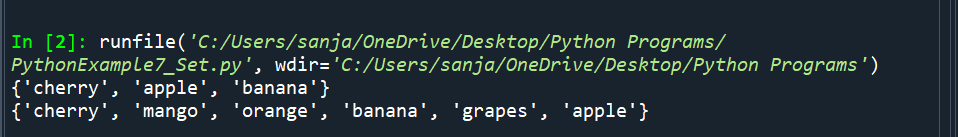 In [2]: runfile('C:/Users/sanja/OneDrive/Desktop/Python Programs/
PythonExample7_Set.py', wdir='C:/Users/sanja/OneDrive/Desktop/Python Programs')
{'cherry', 'apple', 'banana'}
{'cherry', 'mango', 'orange', 'banana', 'grapes', 'apple'}